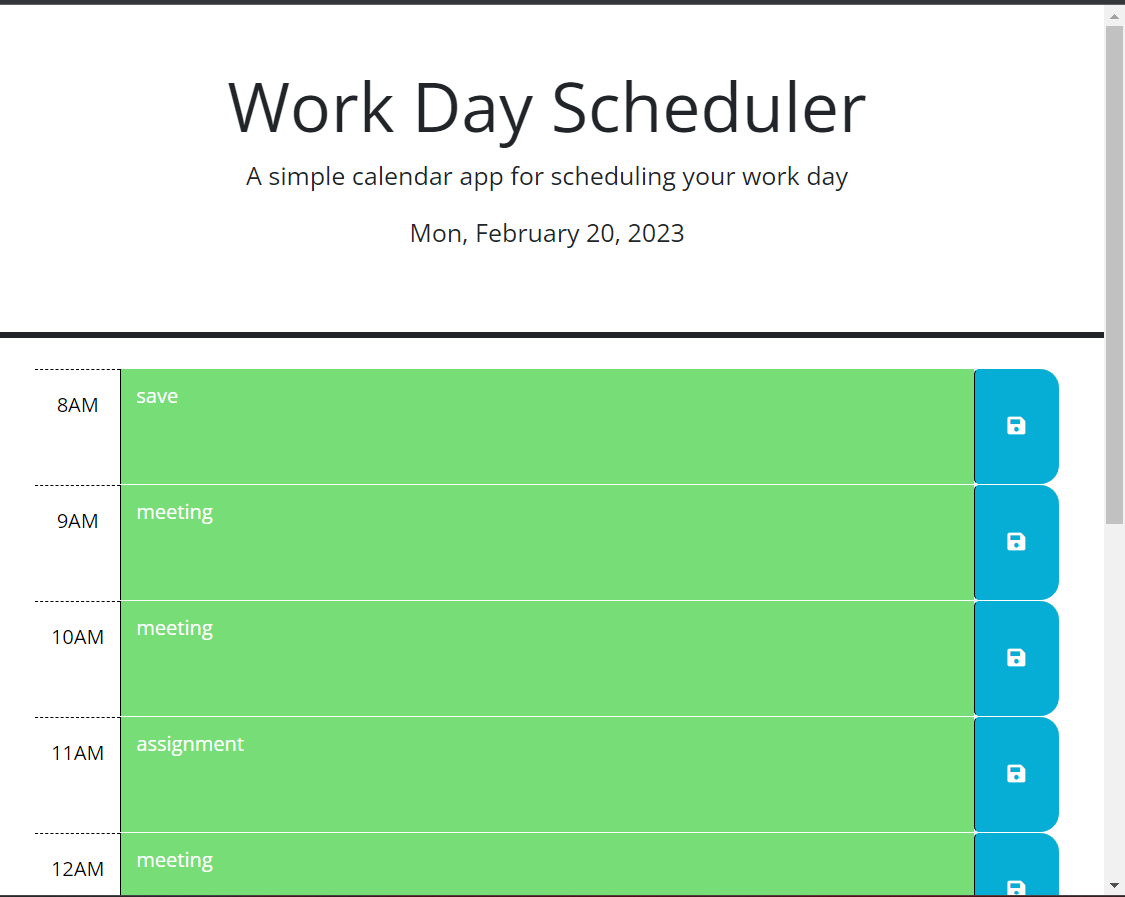 Work Day Scheduler
A simple calendar app for scheduling your work day
Mon, February 20, 2023
8AM save
9AM meeting
10AM meeting
11AM assignment
12AM meeting